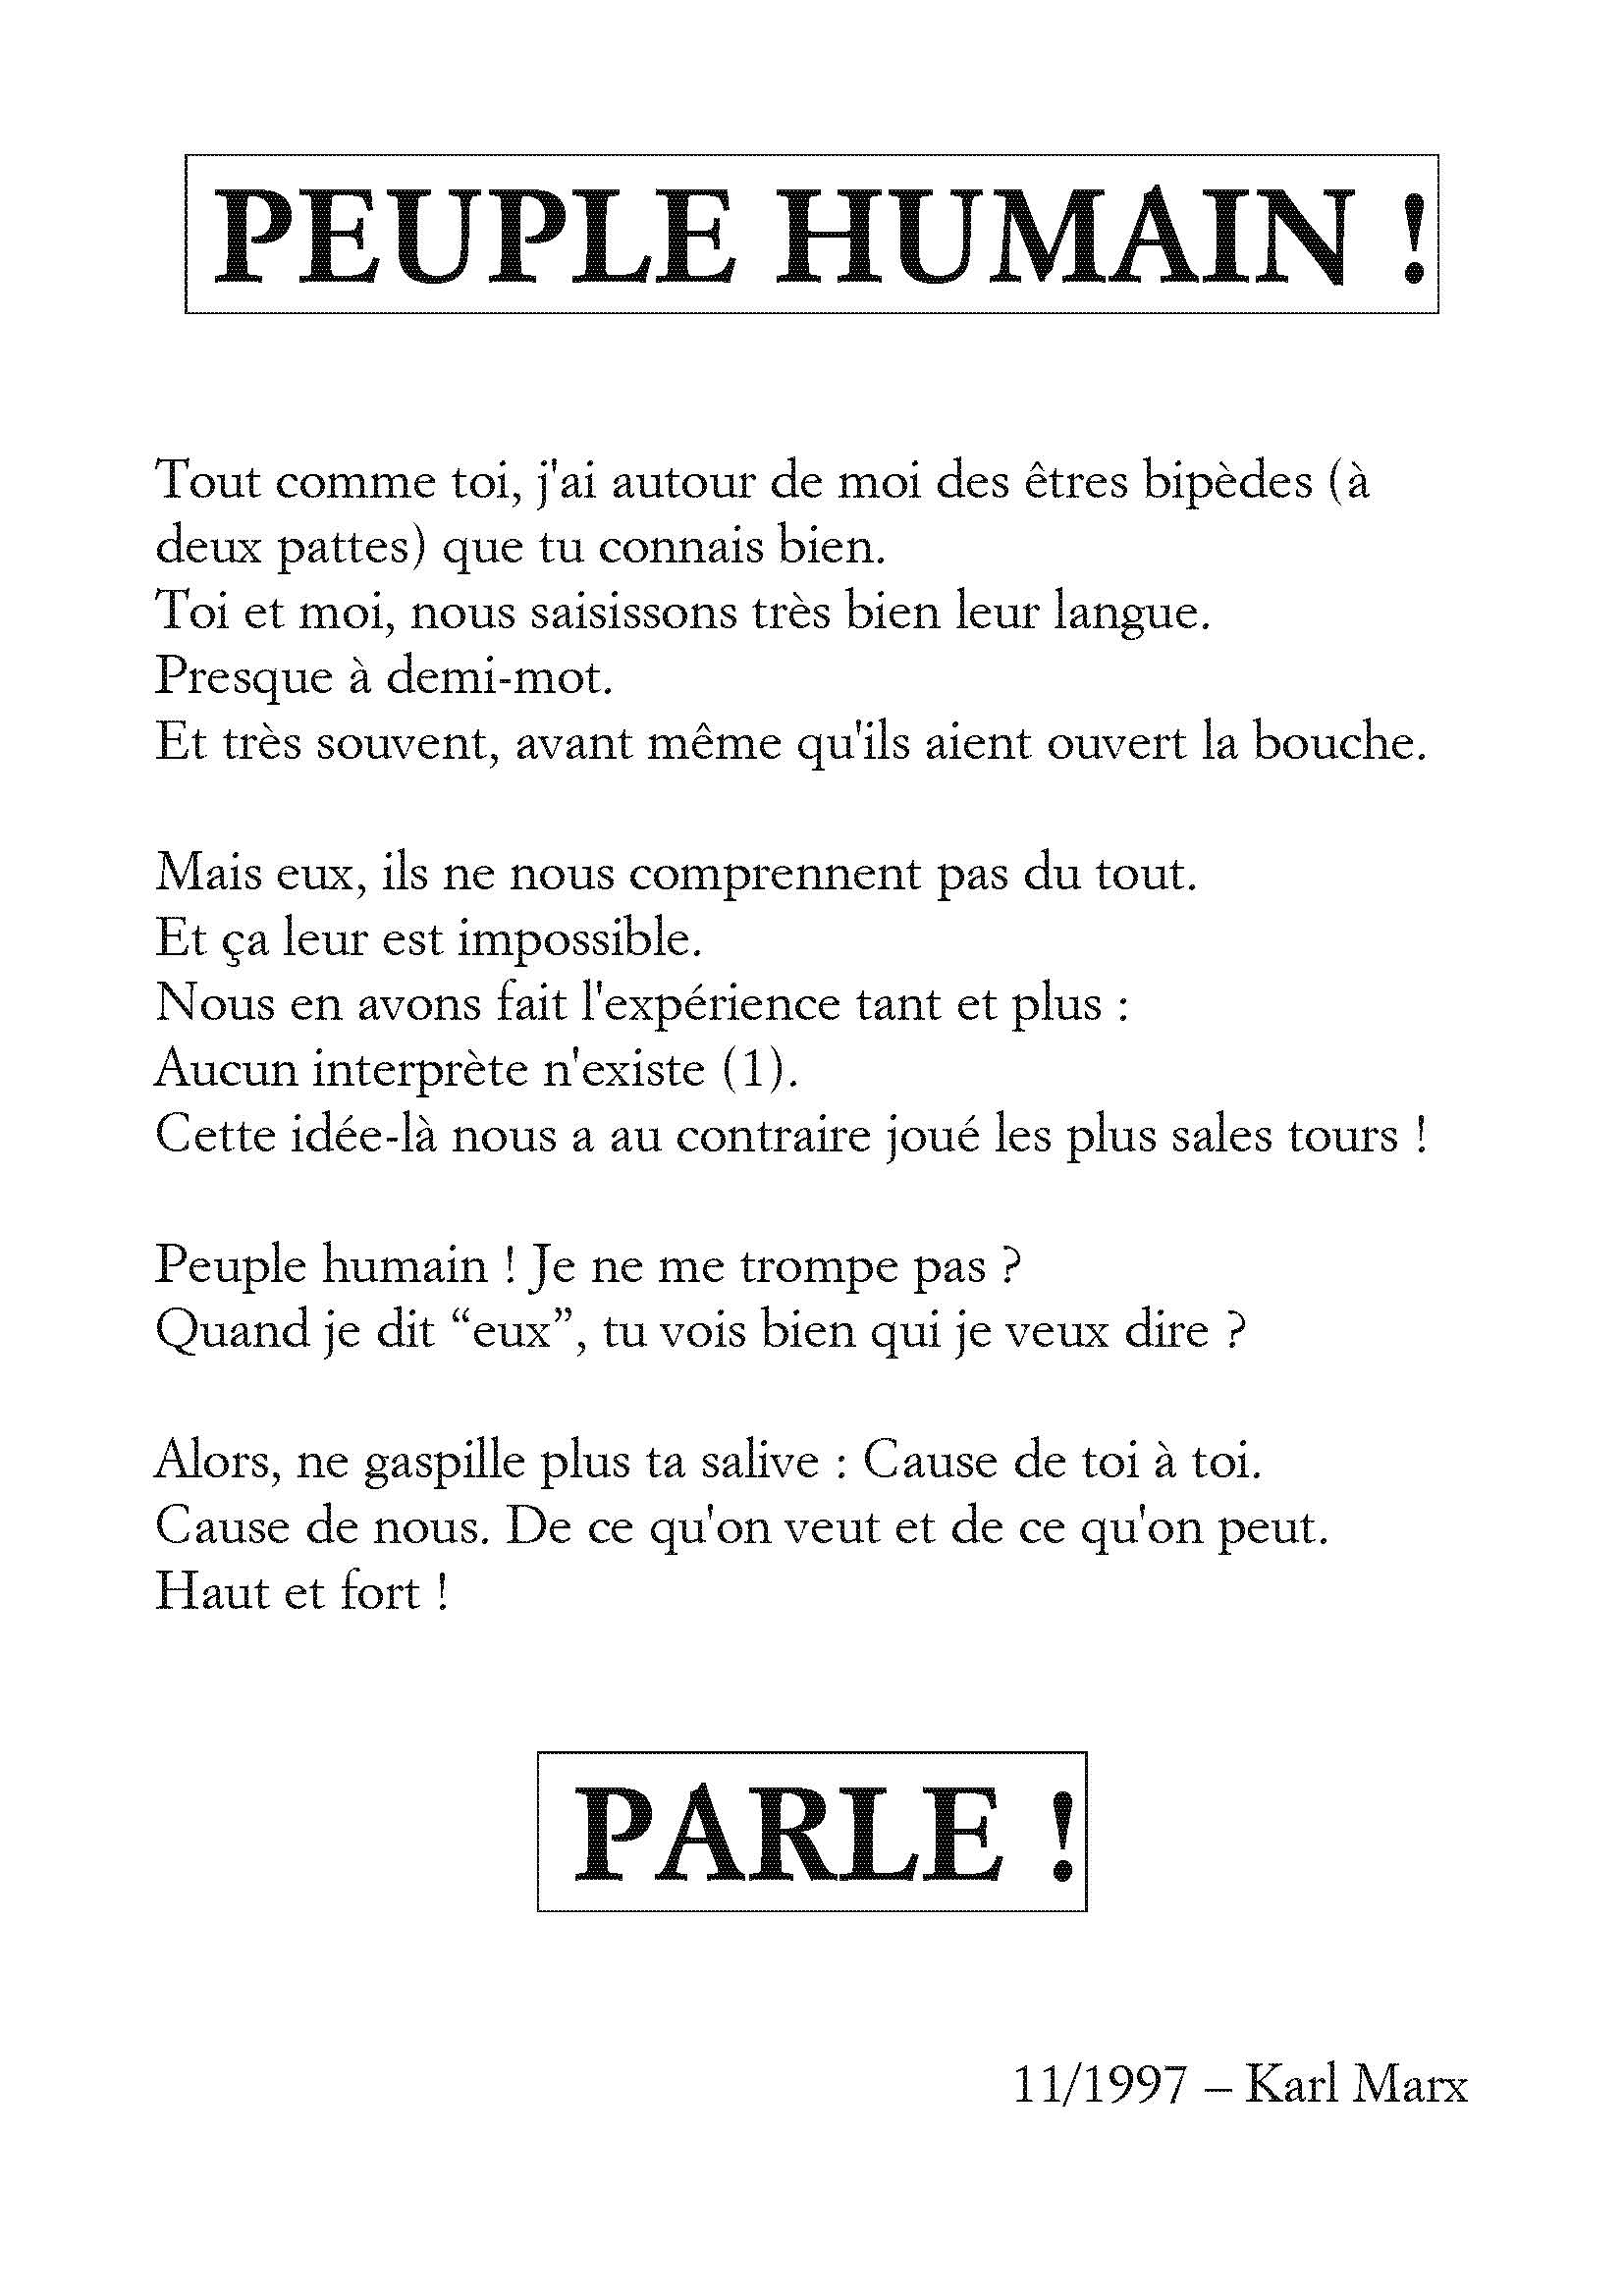 PEUPLE HUMAIN !
Tout comme toi, j'ai autour de moi des êtres bipèdes (à
deux pattes) que tu connais bien.
Toi et moi, nous saisissons très bien leur langue.
Presque à demi-mot.
Et très souvent, avant même qu'ils aient ouvert la bouche.
Mais eux, ils ne nous comprennent pas du tout.
Et ça leur est impossible.
Nous en avons fait l'expérience tant et plus :
Aucun interprète n'existe (1).
Cette idée-là nous a au contraire joué les plus sales tours !
Peuple humain ! Je ne me trompe pas ?
Quand je dit “eux”, tu vois bien qui je veux dire ?
Alors, ne gaspille plus ta salive : Cause de toi à toi.
Cause de nous. De ce qu'on veut et de ce qu'on peut.
Haut et fort !
PARLE !
11/1997 – Karl Marx